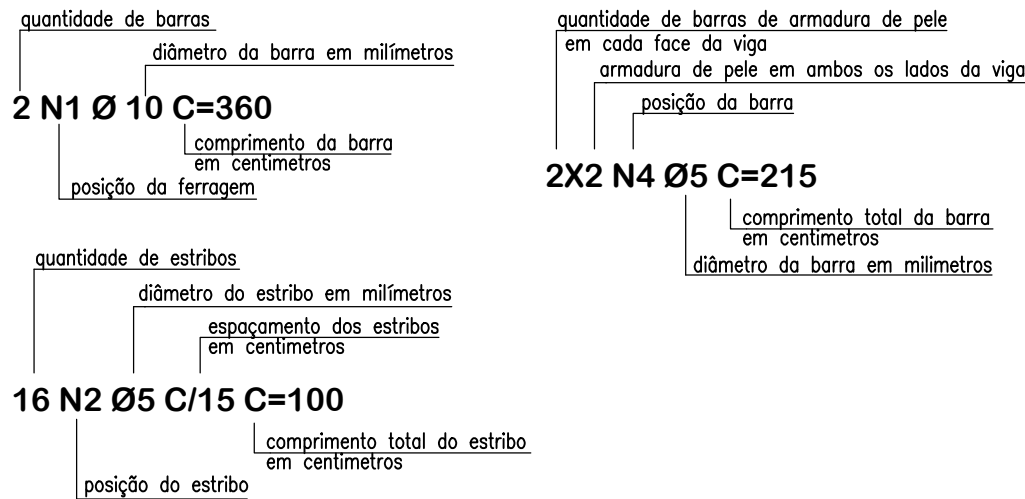 quantidade de barras
diâmetro da barra em milímetros
2 N1 Ø 10 C=360
comprimento da barra
em centimetros
posição da ferragem
quantidade de barras de armadura de pele
em cada face da viga
armadura de pele em ambos os lados da viga
posição da barra
2X2 N4 Ø5 C=215
comprimento total da barra
em centimetros
diâmetro da barra em milimetros
quantidade de estribos
diâmetro do estribo em milímetros
espaçamento dos estribos
em centimetros
16 N2 Ø5 C/15 C=100
comprimento total do estribo
em centimetros
posição do estribo